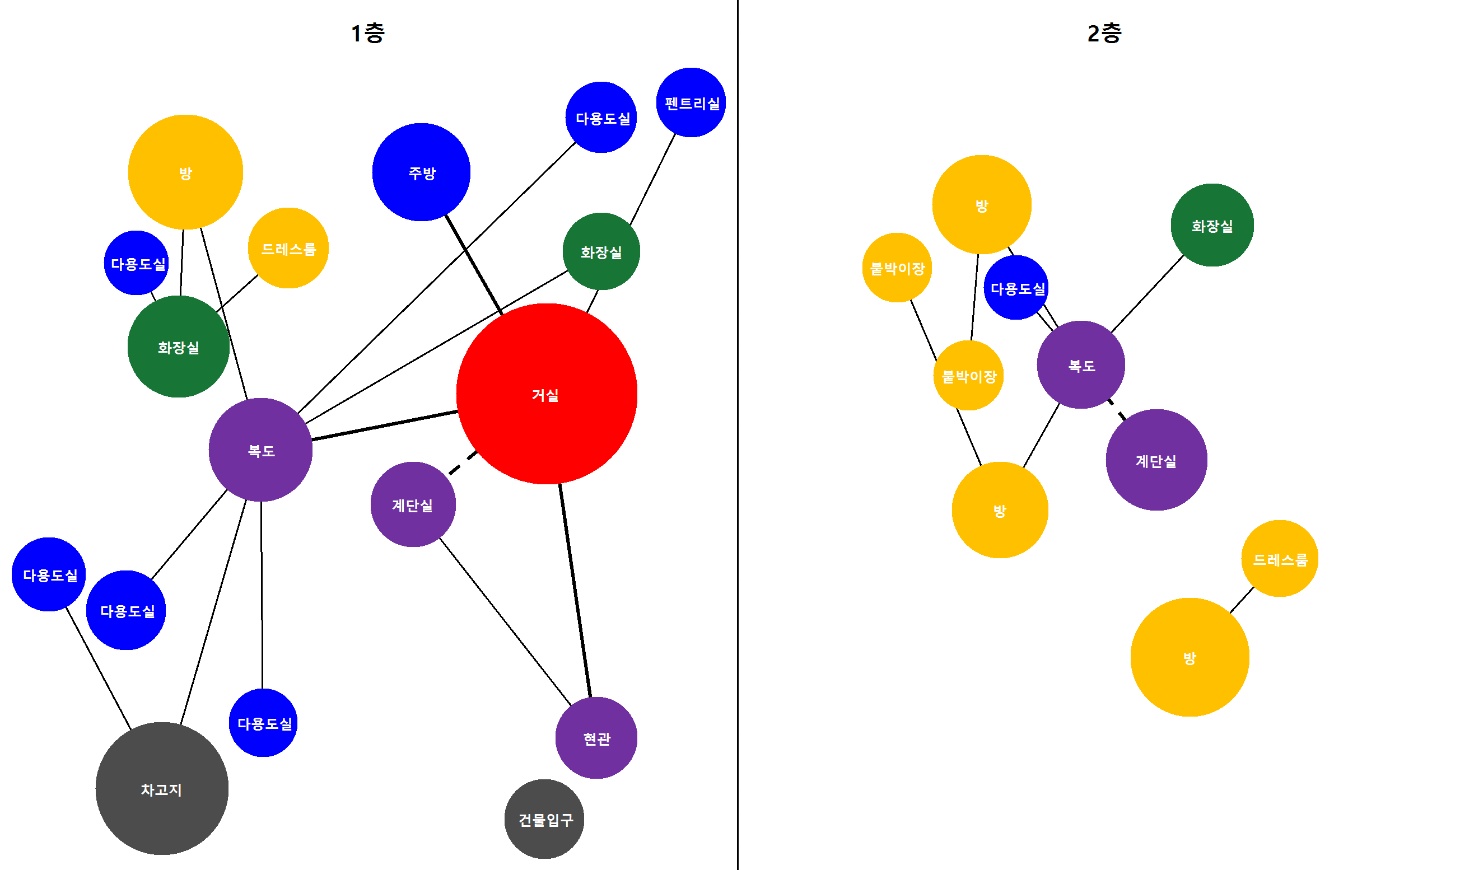 1층
2층
펜트리실
다용도실
주방
방
화장실
드레스룸
다용도실
화장실
거실
복도
계단실
다용도실
다용도실
다용도실
현관
차고지
건물입구
방
화장실
붙박이장
다용도실
복도
붙박이장
계단실
방
드레스룸
방